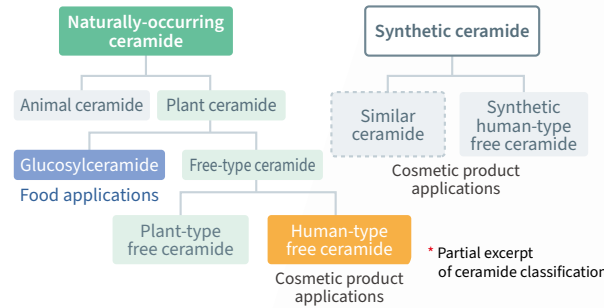 Naturally-occurring
ceramide
Synthetic ceramide
Animal ceramide
Plant ceramide
Similar
ceramide
Synthetic
human-type
free ceramide
Glucosylceramide
Free-type ceramide
Cosmetic product
applications
Food applications
Plant-type
free ceramide
Human-type
free ceramide
* Partial excerpt
of ceramide classification
Cosmetic product
applications